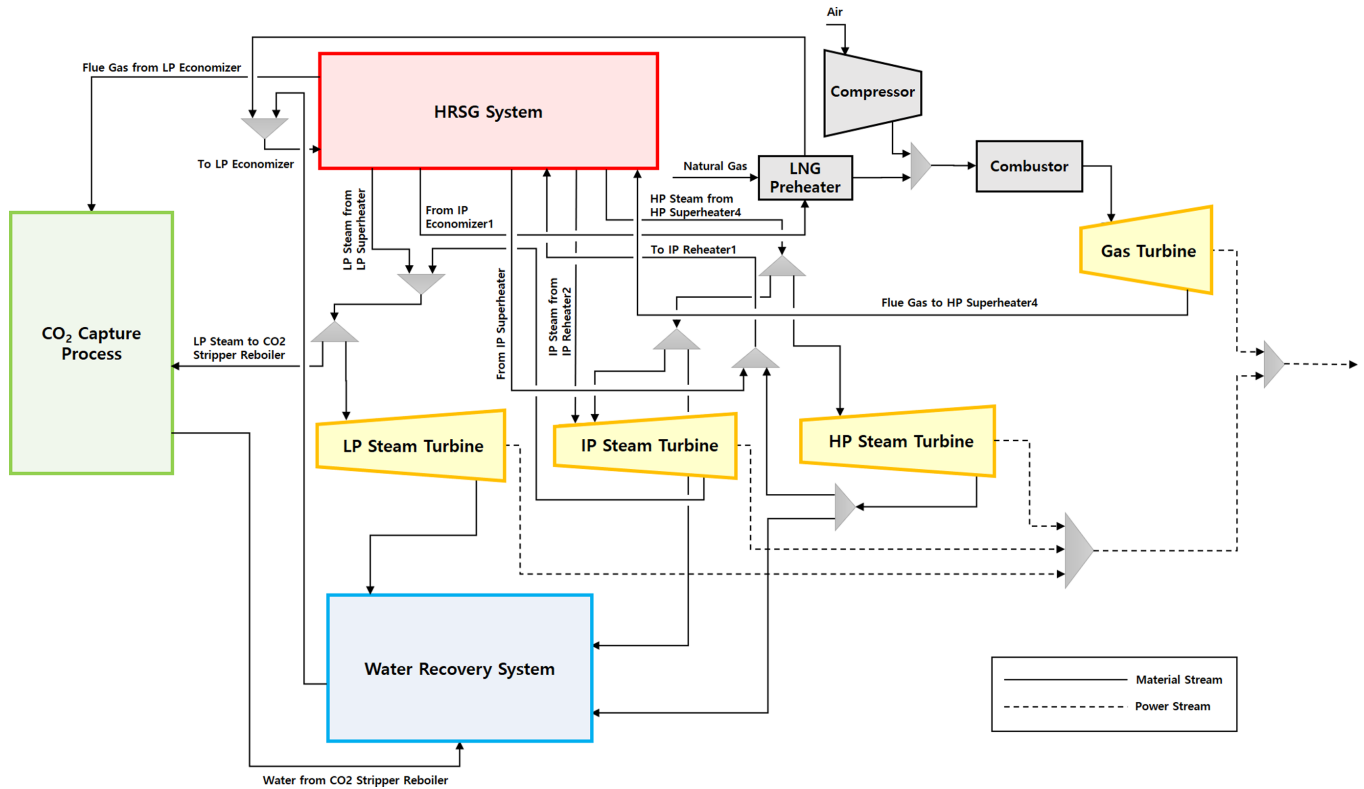 Air
Flue Gas from LP Economizer
HRSG System
Compressor
To LP Economizer
Natural Gas
LNG
Preheater
Combustor
LP Steam from
LP Superheater
From IP
Economizer1
HP Steam from
HP Superheater4
To IP Reheater1
Gas Turbine
From IP Superheater
IP Steam from
IP Reheater2
Flue Gas to HP Superheater4
CO2 Capture
Process
LP Steam to CO2
Stripper Reboiler
LP Steam Turbine
IP Steam Turbine
HP Steam Turbine
Water Recovery System
Material Stream
Power Stream
Water from CO2 Stripper Reboiler